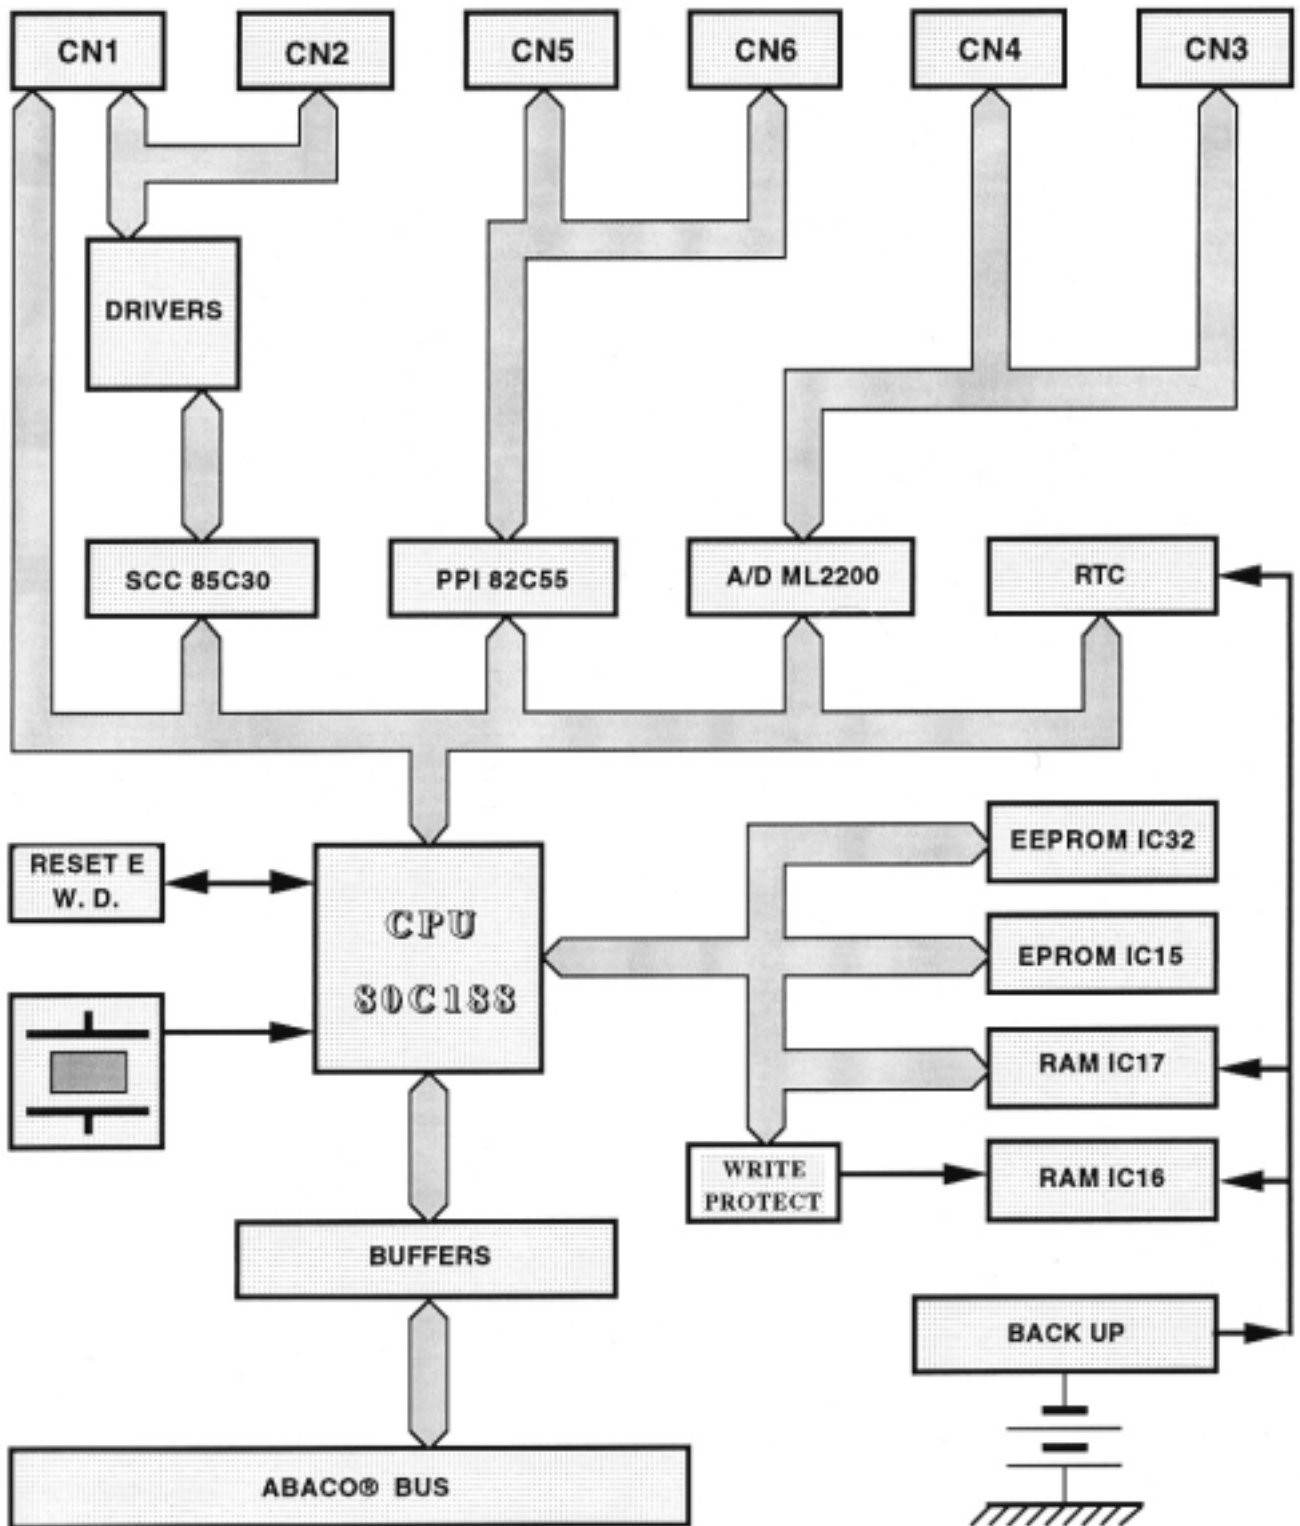 CN1
CN2
CN5
CN6
CN4
CN3
DRIVERS
SCC 85C30
PPI 82C55
A/D ML2200
RTC
RESET E
W. D.
CPU
80C188
EEPROM IC32
EPROM IC15
RAM IC17
WRITE
PROTECT
RAM IC16
BUFFERS
BACK UP
ABACO® BUS